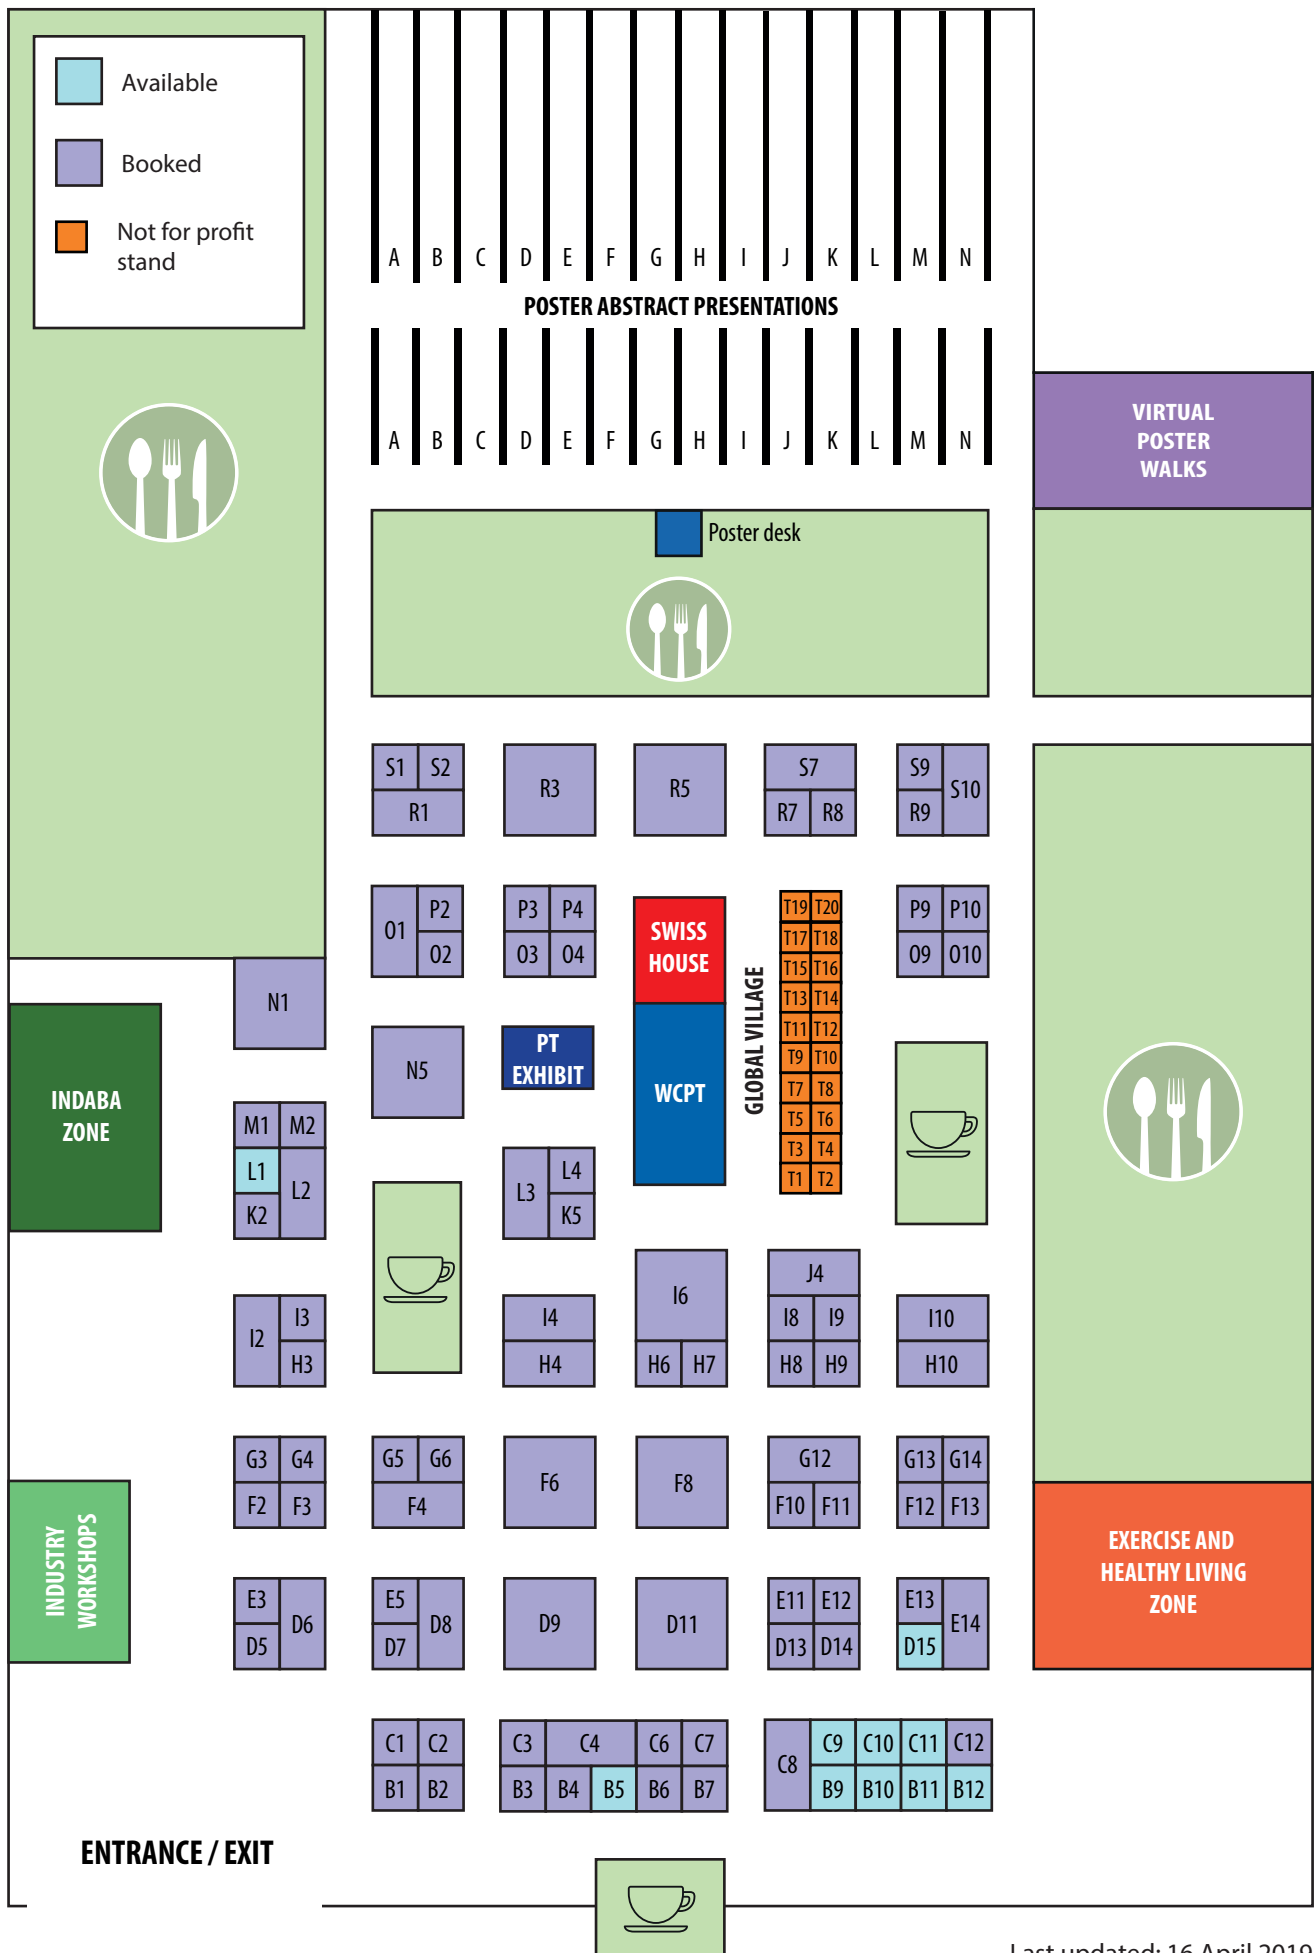 Available
Booked
Not for profit
stand
A B C D E F G H I J K L M N
POSTER ABSTRACT PRESENTATIONS
A B C D E F G H I J K L M N
VIRTUAL
POSTER
WALKS
Poster desk
S1 S2 R3 R5 S7 S9 S10
R1 R7 R8 R9
O1 P2 P3 P4 P9 P10
O2 O3 O4 O9 O10
SWISS
HOUSE
WCPT
GLOBAL VILLAGE
T19 T20
T17 T18
T15 T16
T13 T14
T11 T12
T9 T10
T7 T8
T5 T6
T3 T4
T1 T2
N1
N5
PT
EXHIBIT
INDABA
ZONE
M1 M2
L1 L2
K2
L3 L4
K5
I6 J4
I2 I3 I4 I8 I9 I10
H3 H4 H6 H7 H8 H9 H10
G3 G4 G5 G6 F6 F8 G12 G13 G14
F2 F3 F4 F10 F11 F12 F13
INDUSTRY
WORKSHOPS
EXERCISE AND
HEALTHY LIVING
ZONE
E3 D6 E5 D8 D9 D11 E11 E12 E13 E14
D5 D7 D13 D14 D15
C1 C2 C3 C4 C6 C7 C8 C9 C10 C11 C12
B1 B2 B3 B4 B5 B6 B7 B9 B10 B11 B12
ENTRANCE / EXIT
Last updated: 16 April 2019